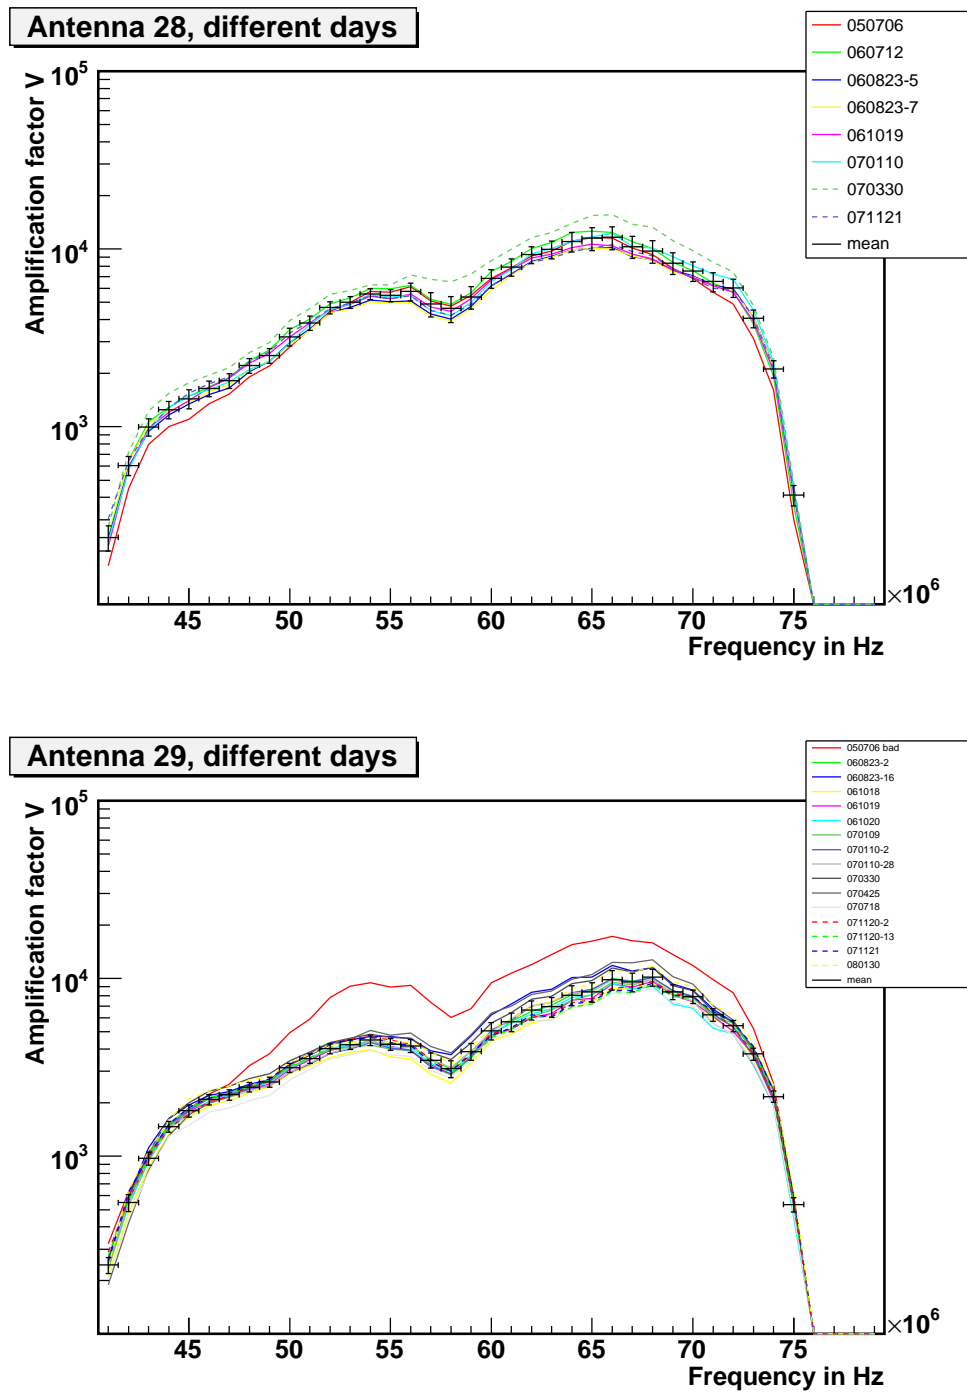 Antenna 28, different days
Amplification factor V
10^5
10^4
10^3
45 50 55 60 65 70 75
×10^6
Frequency in Hz
050706
060712
060823-5
060823-7
061019
070110
070330
071121
mean
Antenna 29, different days
Amplification factor V
10^5
10^4
10^3
45 50 55 60 65 70 75
×10^6
Frequency in Hz
050706 bad
060823-2
060823-16
061018
061019
061020
070109
070110-2
070110-28
070330
070425
070718
071120-2
071120-13
071121
080130
mean